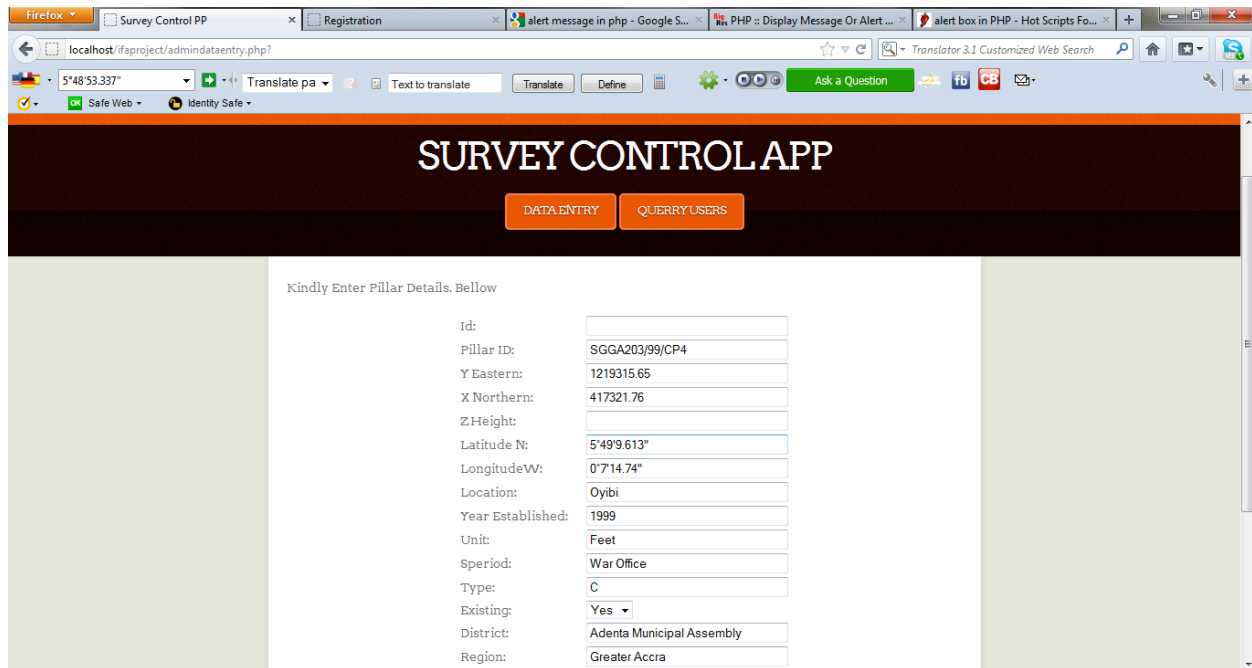 Firefox
Survey Control PP
Registration
alert message in php - Google S...
PHP :: Display Message Or Alert ...
alert box in PHP - Hot Scripts Fo...
localhost/ifaproject/admindataentry.php?
Translator 3.1 Customized Web Search
5°48'53.337"
Translate pa
Text to translate
Translate
Define
Ask a Question
fb
CB
OK
Safe Web
Identity Safe
SURVEY CONTROL APP
DATA ENTRY
QUERRY USERS
Kindly Enter Pillar Details. Bellow
Id:
Pillar ID: SGGA203/99/CP4
Y Eastern: 1219315.65
X Northern: 417321.76
Z.Height:
Latitude N: 5°49'9.613"
LongitudeW: 0°7'14.74"
Location: Oyibi
Year Established: 1999
Unit: Feet
Speriod: War Office
Type: C
Existing: Yes
District: Adenta Municipal Assembly
Region: Greater Accra